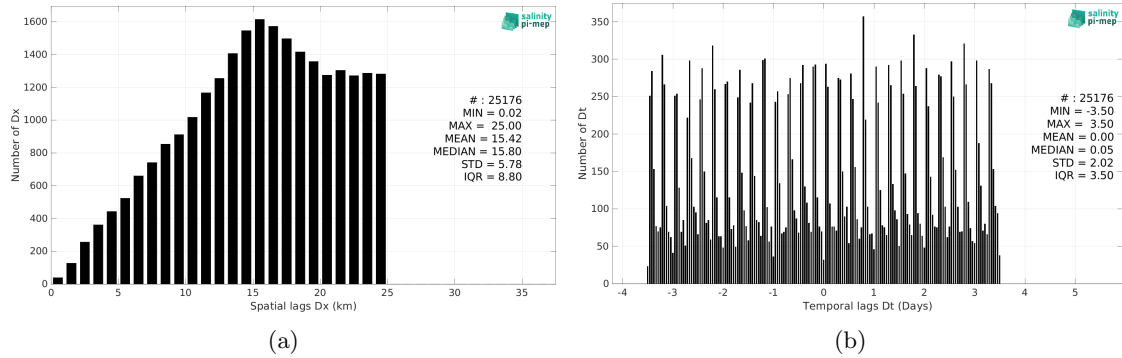 salinity
pi-mep
# : 25176
MIN = 0.02
MAX = 25.00
MEAN = 15.42
MEDIAN = 15.80
STD = 5.78
IQR = 8.80
Number of Dx
1600
1400
1200
1000
800
600
400
200
0
0 5 10 15 20 25 30 35
Spatial lags Dx (km)
(a)
salinity
pi-mep
# : 25176
MIN = -3.50
MAX = 3.50
MEAN = 0.00
MEDIAN = 0.05
STD = 2.02
IQR = 3.50
Number of Dt
350
300
250
200
150
100
50
0
-4 -3 -2 -1 0 1 2 3 4 5
Temporal lags Dt (Days)
(b)